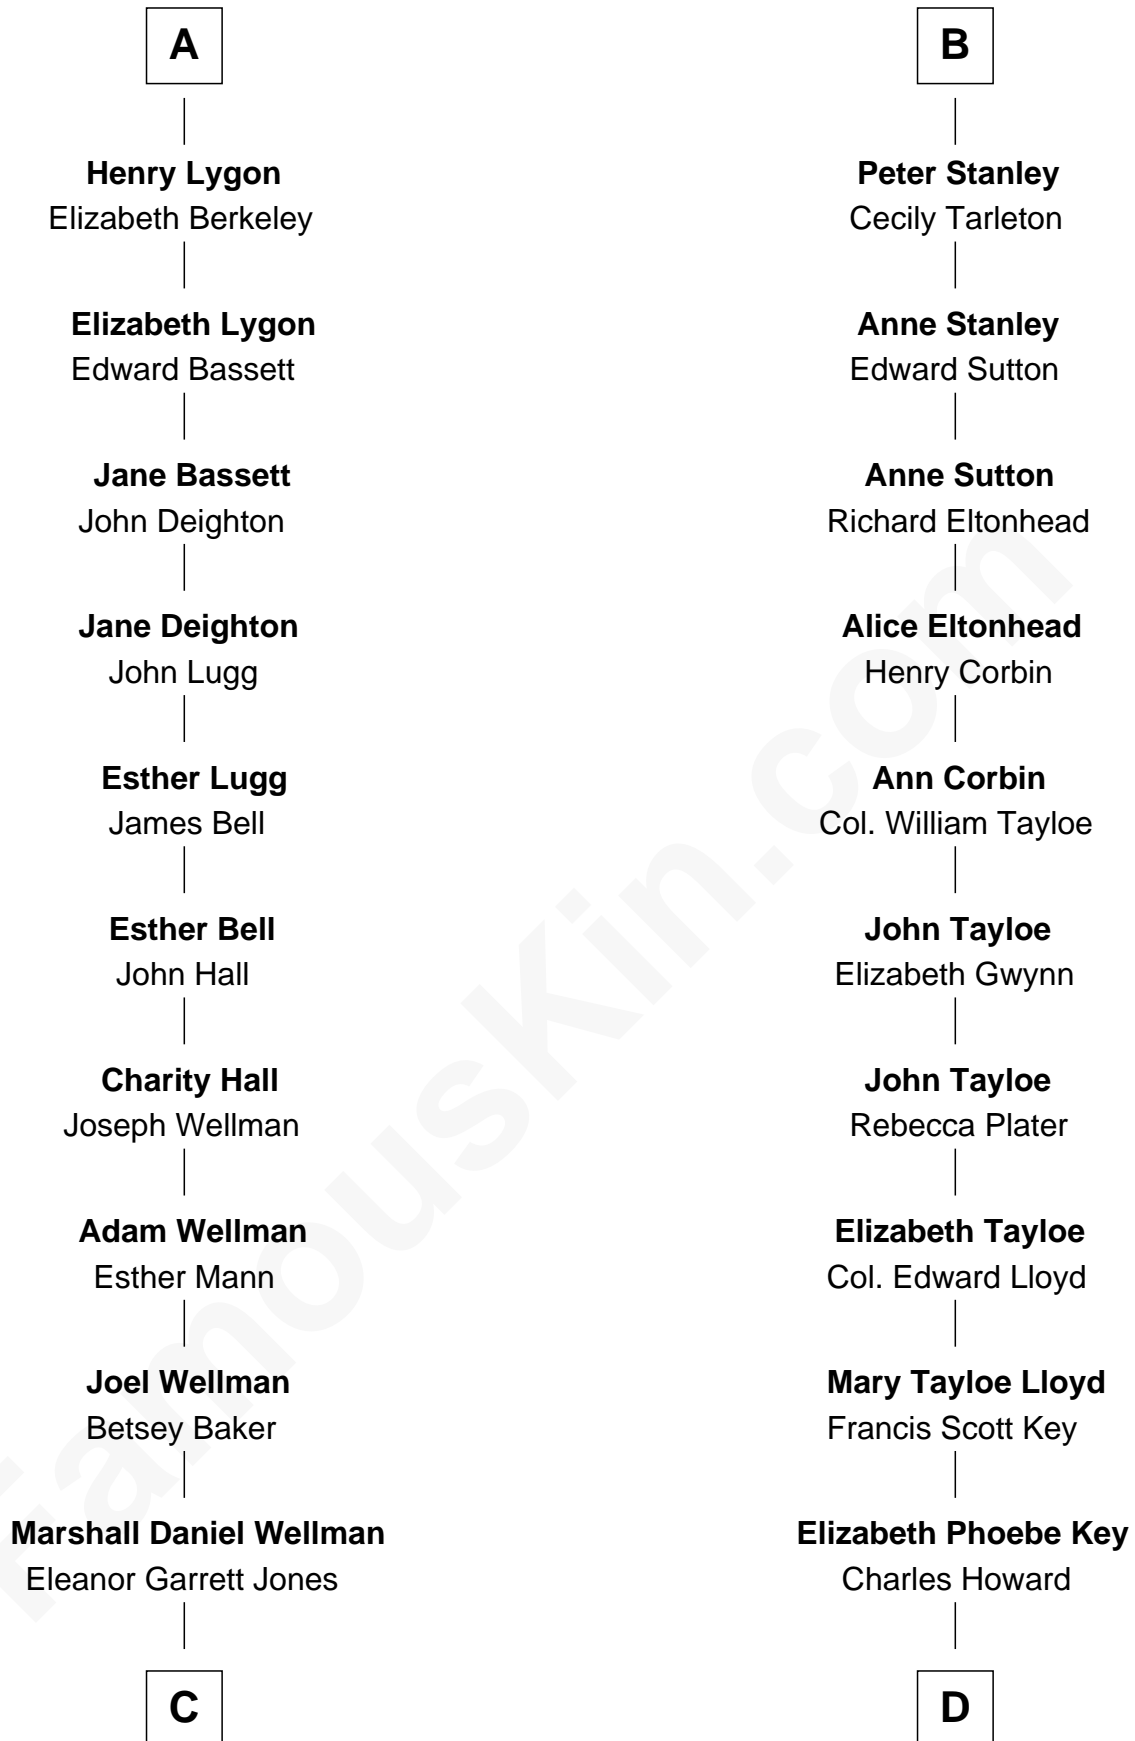 A
Henry Lygon
Elizabeth Berkeley
Elizabeth Lygon
Edward Bassett
Jane Bassett
John Deighton
Jane Deighton
John Lugg
Esther Lugg
James Bell
Esther Bell
John Hall
Charity Hall
Joseph Wellman
Adam Wellman
Esther Mann
Joel Wellman
Betsey Baker
Marshall Daniel Wellman
Eleanor Garrett Jones
C
B
Peter Stanley
Cecily Tarleton
Anne Stanley
Edward Sutton
Anne Sutton
Richard Eltonhead
Alice Eltonhead
Henry Corbin
Ann Corbin
Col. William Tayloe
John Tayloe
Elizabeth Gwynn
John Tayloe
Rebecca Plater
Elizabeth Tayloe
Col. Edward Lloyd
Mary Tayloe Lloyd
Francis Scott Key
Elizabeth Phoebe Key
Charles Howard
D
FamousKin.com